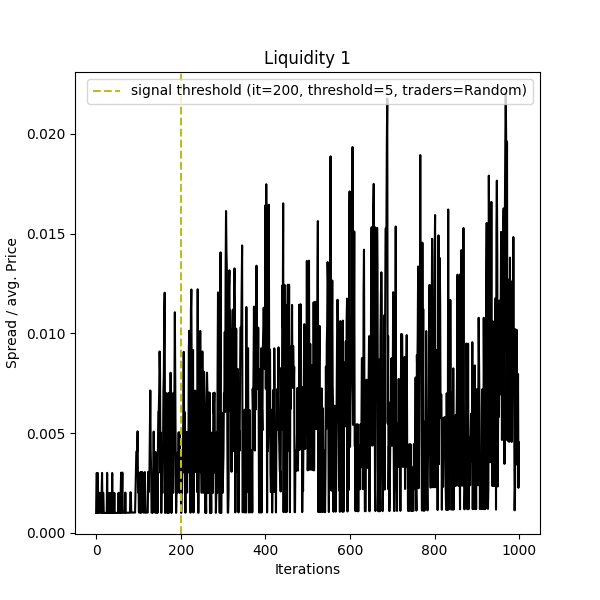 Liquidity 1
signal threshold (it=200, threshold=5, traders=Random)
Spread / avg. Price
0.020
0.015
0.010
0.005
0.000
0 200 400 600 800 1000
Iterations